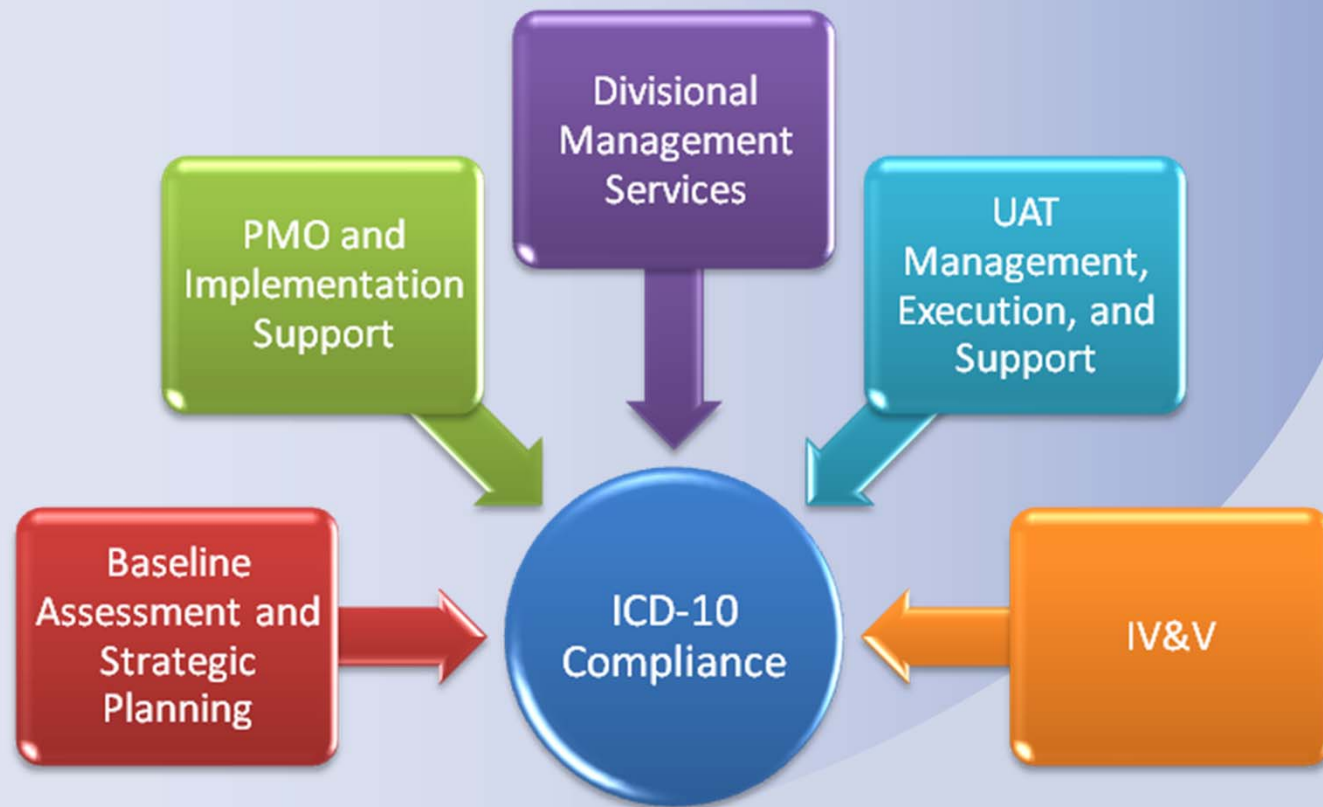 Divisional
Management
Services
PMO and
Implementation
Support
UAT
Management,
Execution, and
Support
Baseline
Assessment and
Strategic
Planning
ICD-10
Compliance
IV&V